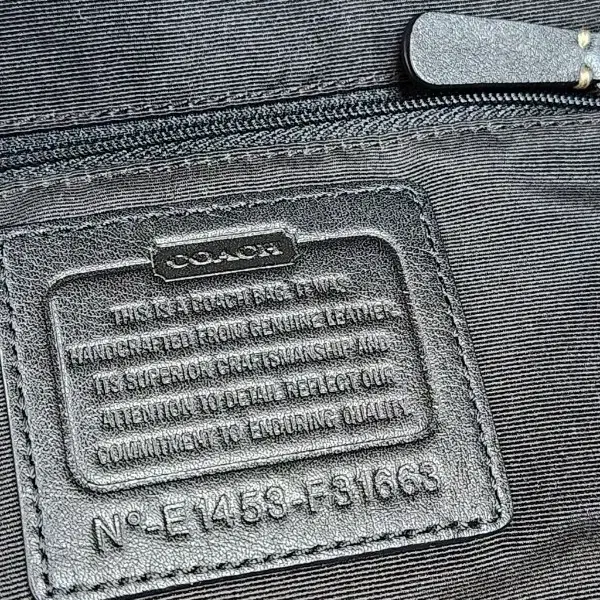 COACH
THIS IS A COACH BAG. IT WAS
HANDCRAFTED FROM GENUINE LEATHER.
ITS SUPERIOR CRAFTSMANSHIP AND
ATTENTION TO DETAIL REFLECT OUR
COMMITMENT TO ENDURING QUALITY.
Nº-E1453-F31663